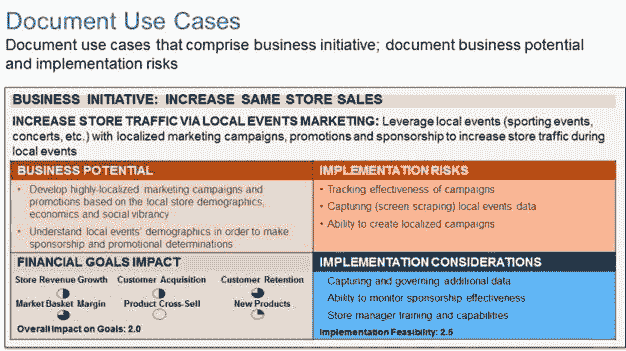 Document Use Cases
Document use cases that comprise business initiative; document business potential
and implementation risks
BUSINESS INITIATIVE: INCREASE SAME STORE SALES
INCREASE STORE TRAFFIC VIA LOCAL EVENTS MARKETING: Leverage local events (sporting events,
concerts, etc.) with localized marketing campaigns, promotions and sponsorship to increase store traffic during
local events
BUSINESS POTENTIAL
• Develop highly-localized marketing campaigns and
promotions based on the local store demographics,
economics and social vibrancy
• Understand local events' demographics in order to make
sponsorship and promotional determinations
IMPLEMENTATION RISKS
• Tracking effectiveness of campaigns
• Capturing (screen scraping) local events data
• Ability to create localized campaigns
FINANCIAL GOALS IMPACT
Store Revenue Growth Customer Acquisition Customer Retention
Market Basket Margin Product Cross-Sell New Products
Overall Impact on Goals: 2.0
IMPLEMENTATION CONSIDERATIONS
Capturing and governing additional data
Ability to monitor sponsorship effectiveness
Store manager training and capabilities
Implementation Feasibility: 2.5